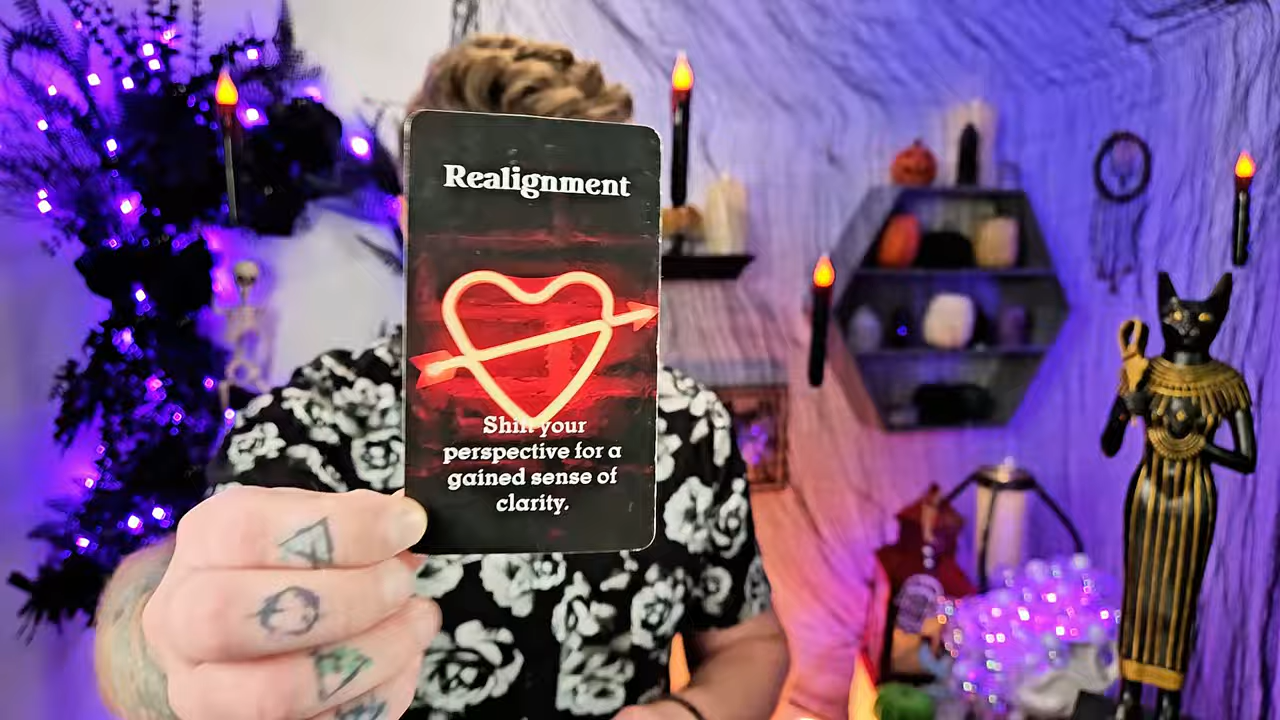 Realignment
Shift your
perspective for a
gained sense of
clarity.